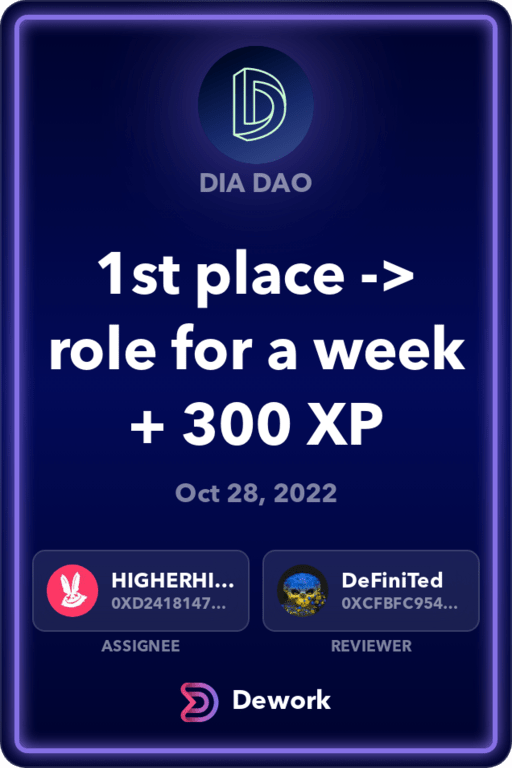 DIA DAO
1st place ->
role for a week
+ 300 XP
Oct 28, 2022
HIGHERHI...
0XD2418147...
ASSIGNEE
DeFiniTed
0XCFBFC954...
REVIEWER
Dework